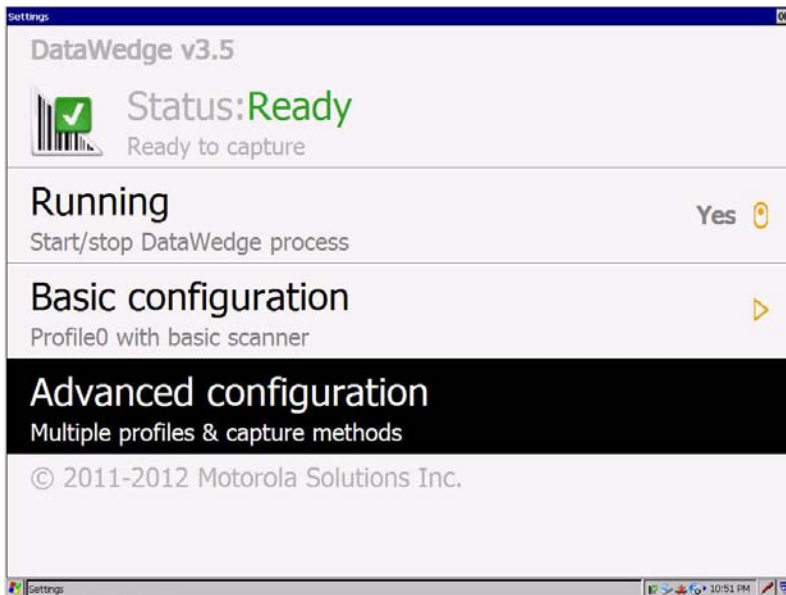 Settings
DataWedge v3.5
Status:Ready
Ready to capture
Running
Yes
Start/stop DataWedge process
Basic configuration
Profile0 with basic scanner
Advanced configuration
Multiple profiles & capture methods
© 2011-2012 Motorola Solutions Inc.
Settings
10:51 PM